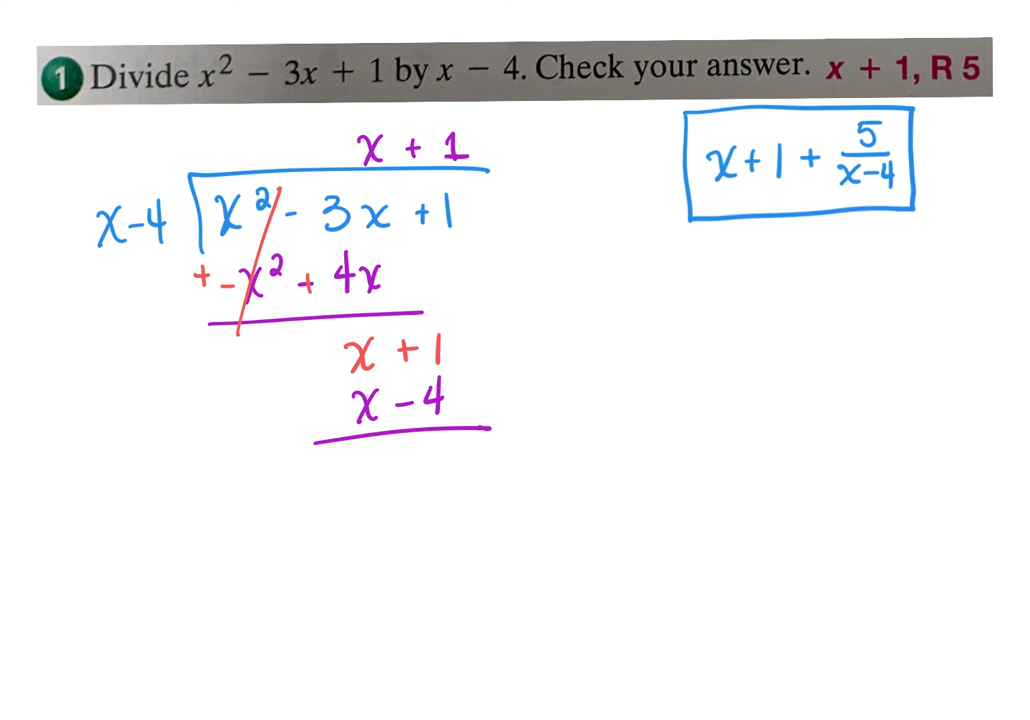 1 Divide x² − 3x + 1 by x − 4. Check your answer. x + 1, R 5
x + 1 + 5/(x−4)
x + 1
x−4 x² − 3x + 1
+ −x² + 4x
x + 1
x − 4